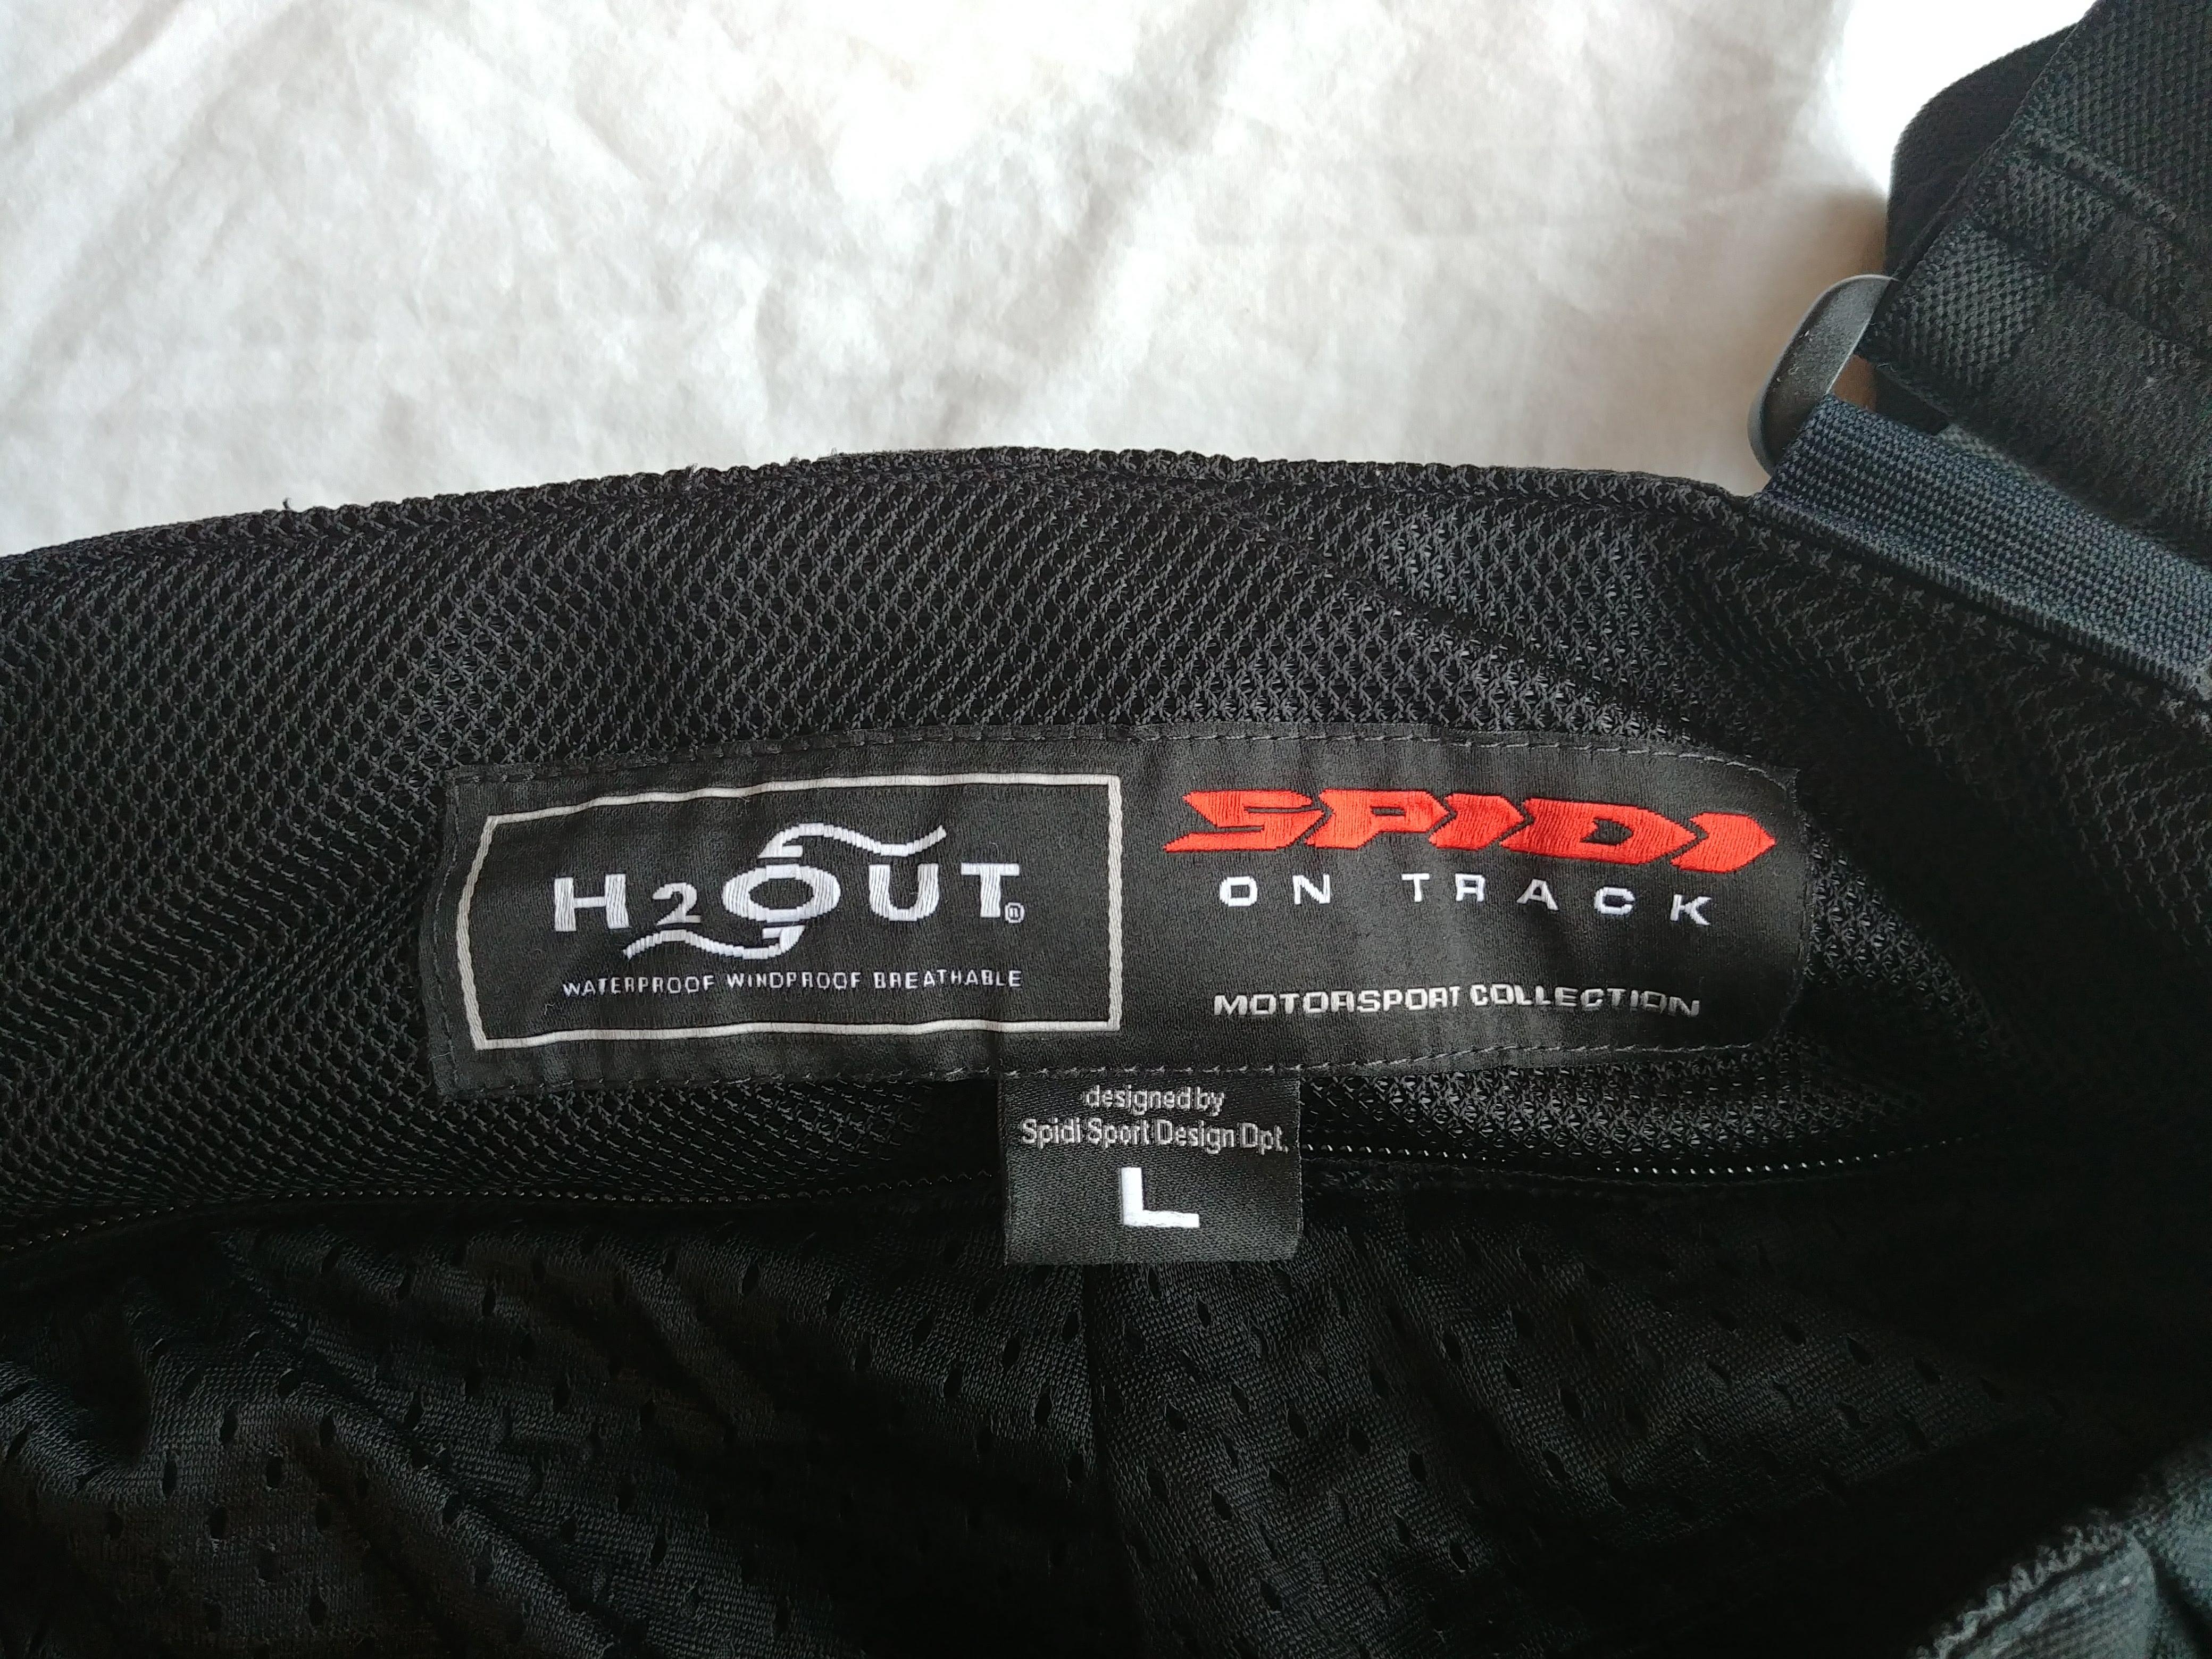 H2OUT®
WATERPROOF WINDPROOF BREATHABLE
SPIDI
ON TRACK
MOTORSPORT COLLECTION
designed by
Spidi Sport Design Dpt.
L